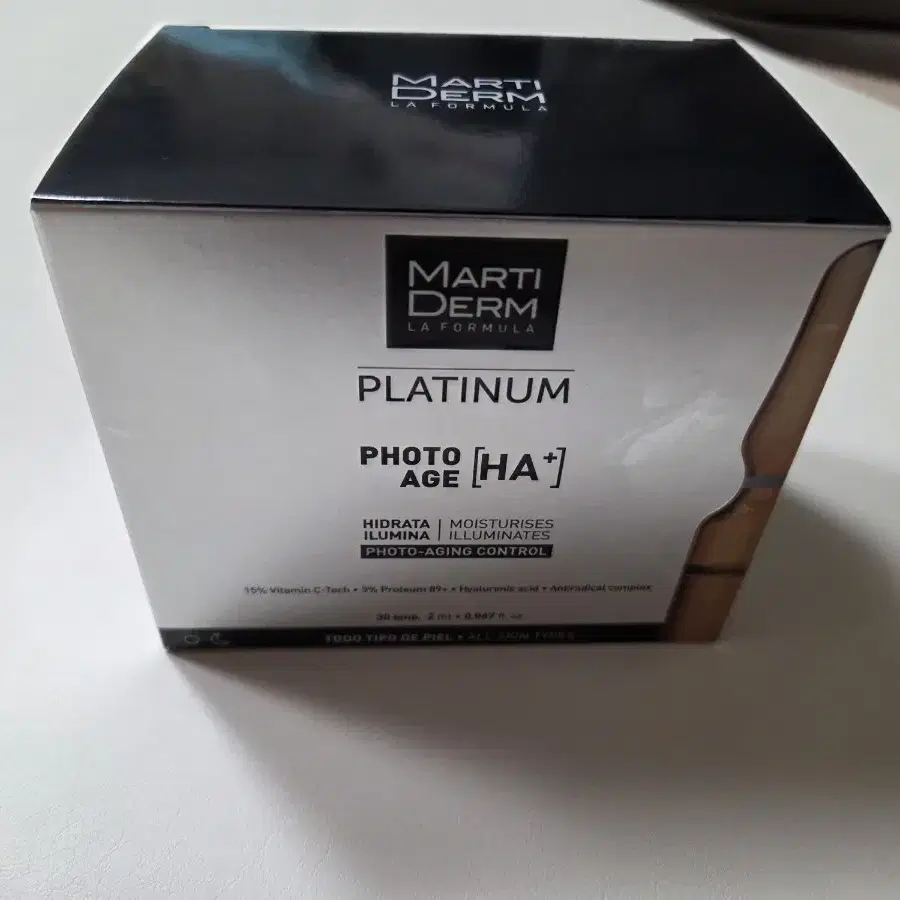 MARTI
DERM
LA FORMULA
MARTI
DERM
LA FORMULA
PLATINUM
PHOTO
AGE [HA+]
HIDRATA | MOISTURISES
ILUMINA | ILLUMINATES
PHOTO-AGING CONTROL
15% Vitamin C-Tech • 5% Proteum 89+ • Hyaluronic acid • Antiradical complex
30 amp. 2 ml • 0.067 fl. oz
TODO TIPO DE PIEL • ALL SKIN TYPES